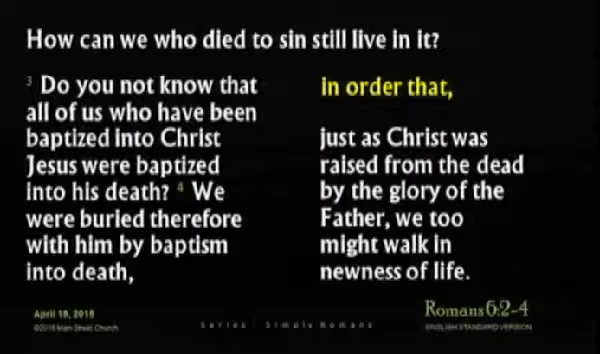 How can we who died to sin still live in it?
3 Do you not know that
all of us who have been
baptized into Christ
Jesus were baptized
into his death? 4 We
were buried therefore
with him by baptism
into death,
in order that,
just as Christ was
raised from the dead
by the glory of the
Father, we too
might walk in
newness of life.
April 18, 2018
©2018 Main Street Church
Series: Simple Romans
Romans 6:2-4
ENGLISH STANDARD VERSION